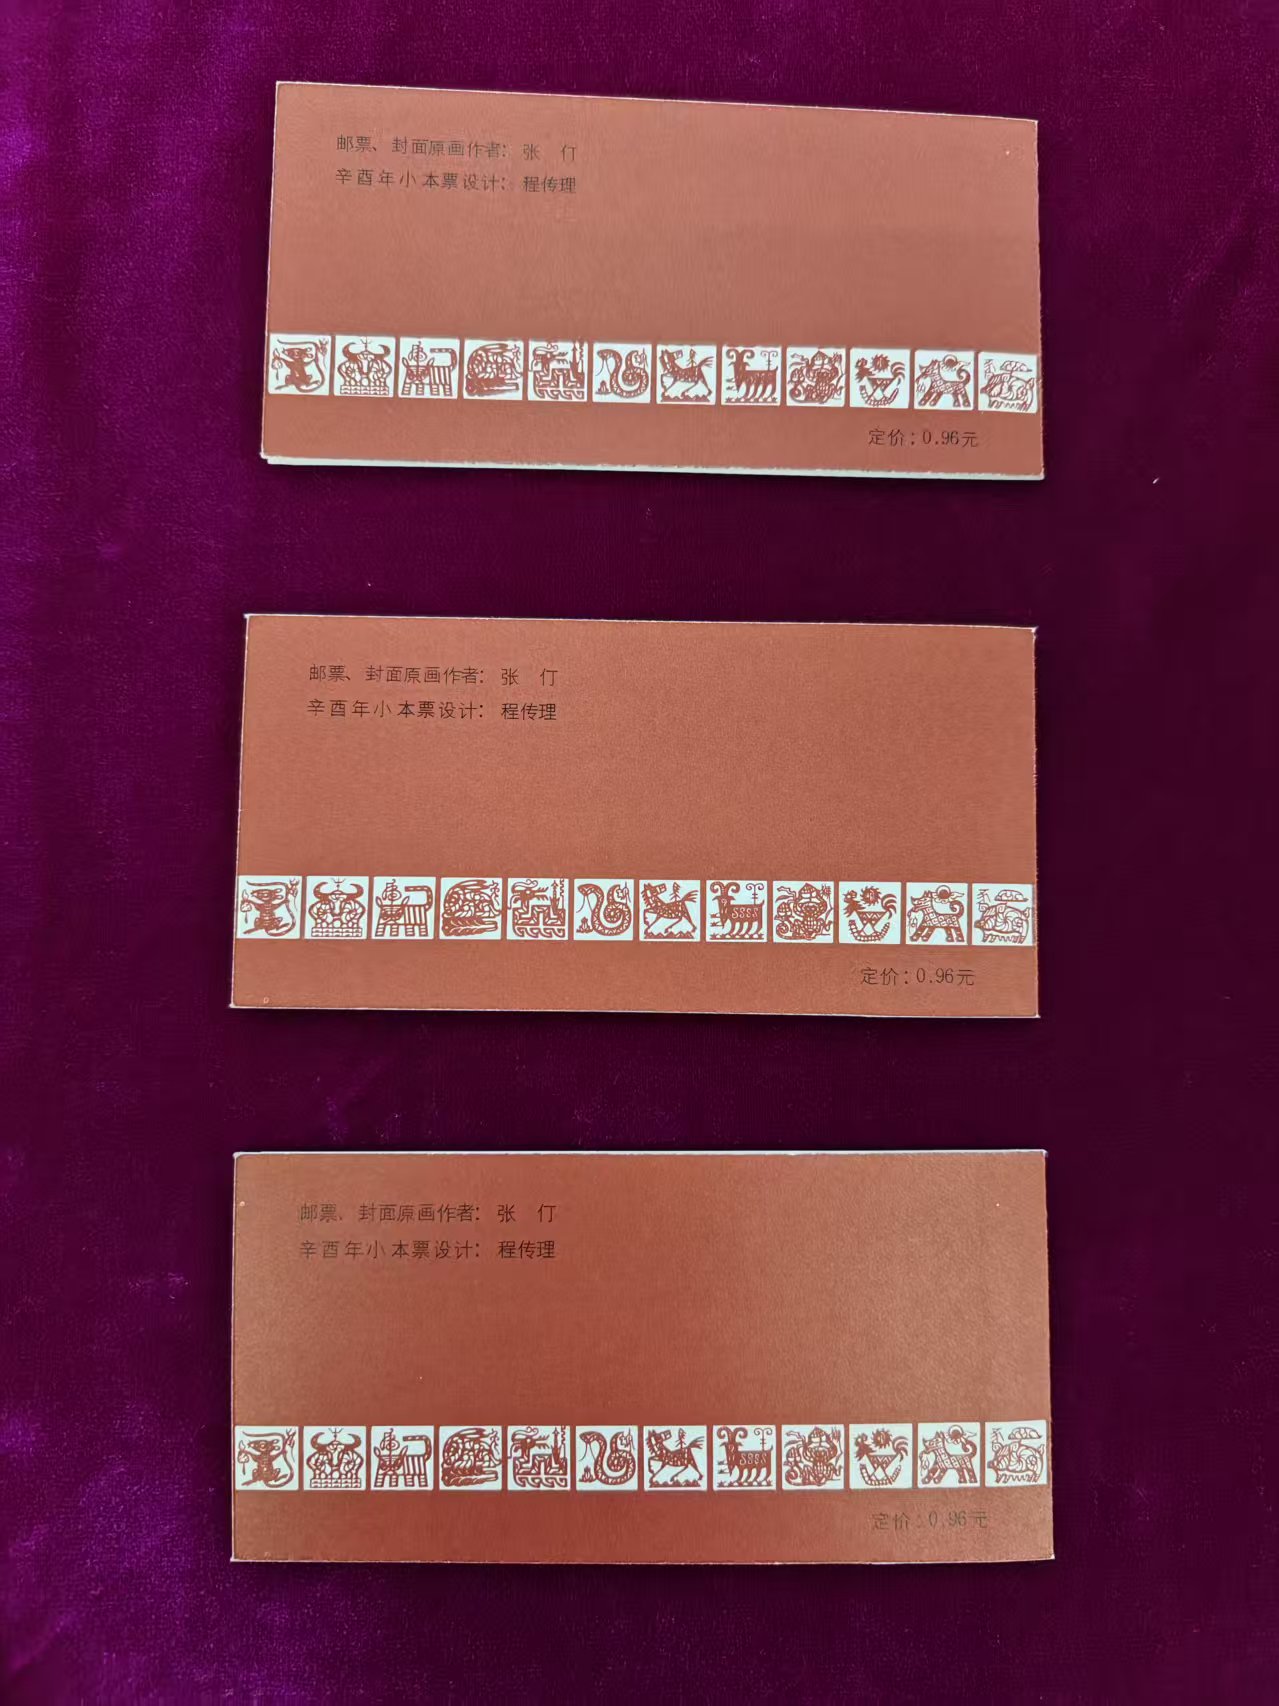 邮票、封面原画作者: 张 仃
辛酉年小本票设计: 程传理
定价:0.96元
邮票、封面原画作者: 张 仃
辛酉年小本票设计: 程传理
定价:0.96元
邮票、封面原画作者: 张 仃
辛酉年小本票设计: 程传理
定价:0.96元